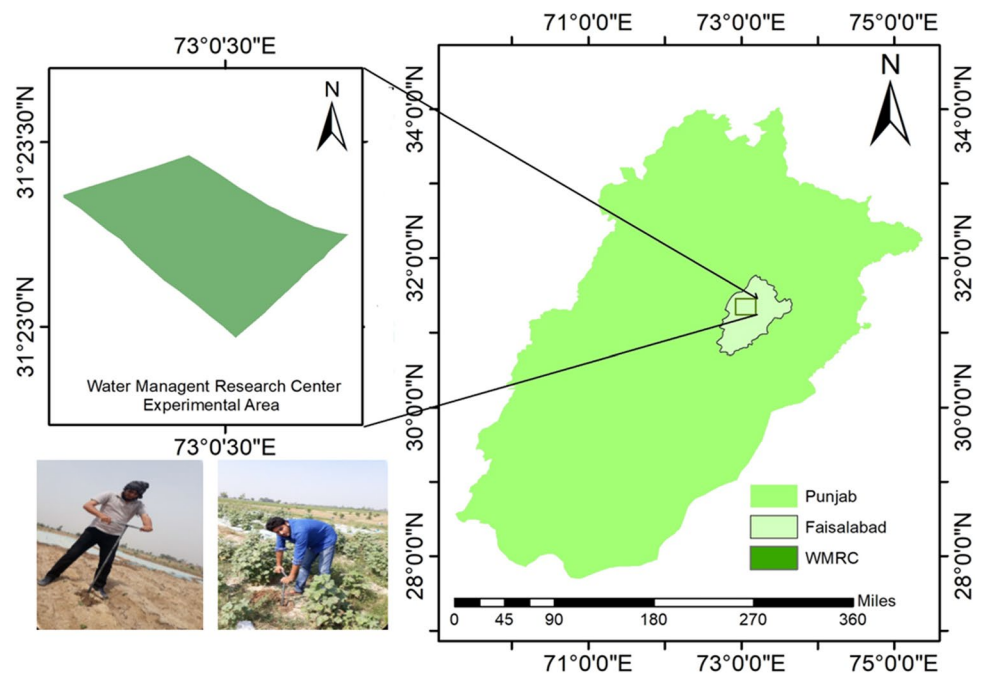 73°0'30"E
N
31°23'30"N
31°23'0"N
Water Managent Research Center
Experimental Area
73°0'30"E
71°0'0"E 73°0'0"E 75°0'0"E
N
34°0'0"N 34°0'0"N
32°0'0"N 32°0'0"N
30°0'0"N 30°0'0"N
28°0'0"N 28°0'0"N
Punjab
Faisalabad
WMRC
Miles
0 45 90 180 270 360
71°0'0"E 73°0'0"E 75°0'0"E